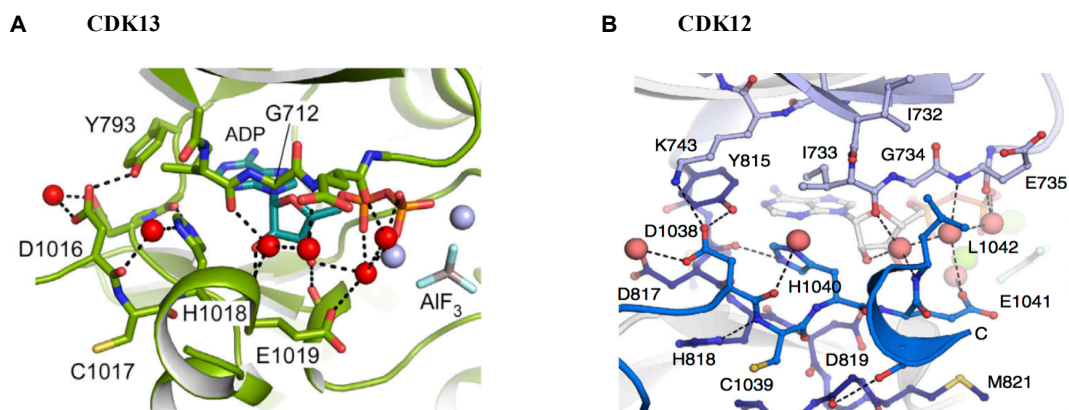 A CDK13
Y793
ADP
G712
D1016
H1018
C1017
E1019
AlF3
B CDK12
I732
K743
Y815
I733
G734
E735
D1038
L1042
D817
H1040
E1041
H818
C1039
D819
C
M821